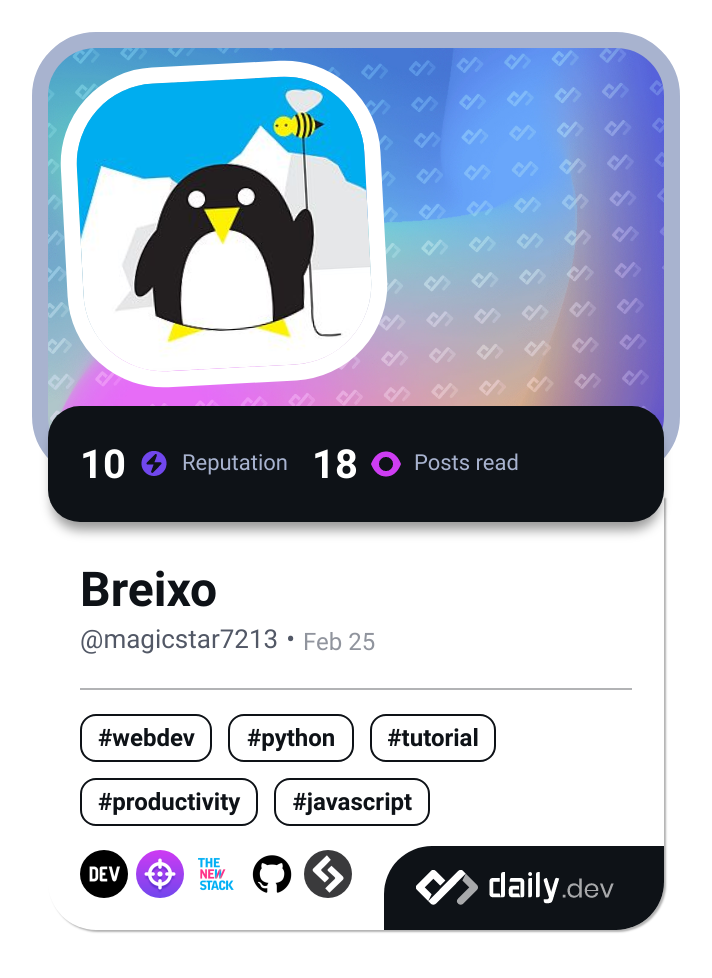 10 Reputation 18 Posts read
Breixo
@magicstar7213 • Feb 25
#webdev #python #tutorial
#productivity #javascript
DEV
THE
NEW
STACK
daily.dev